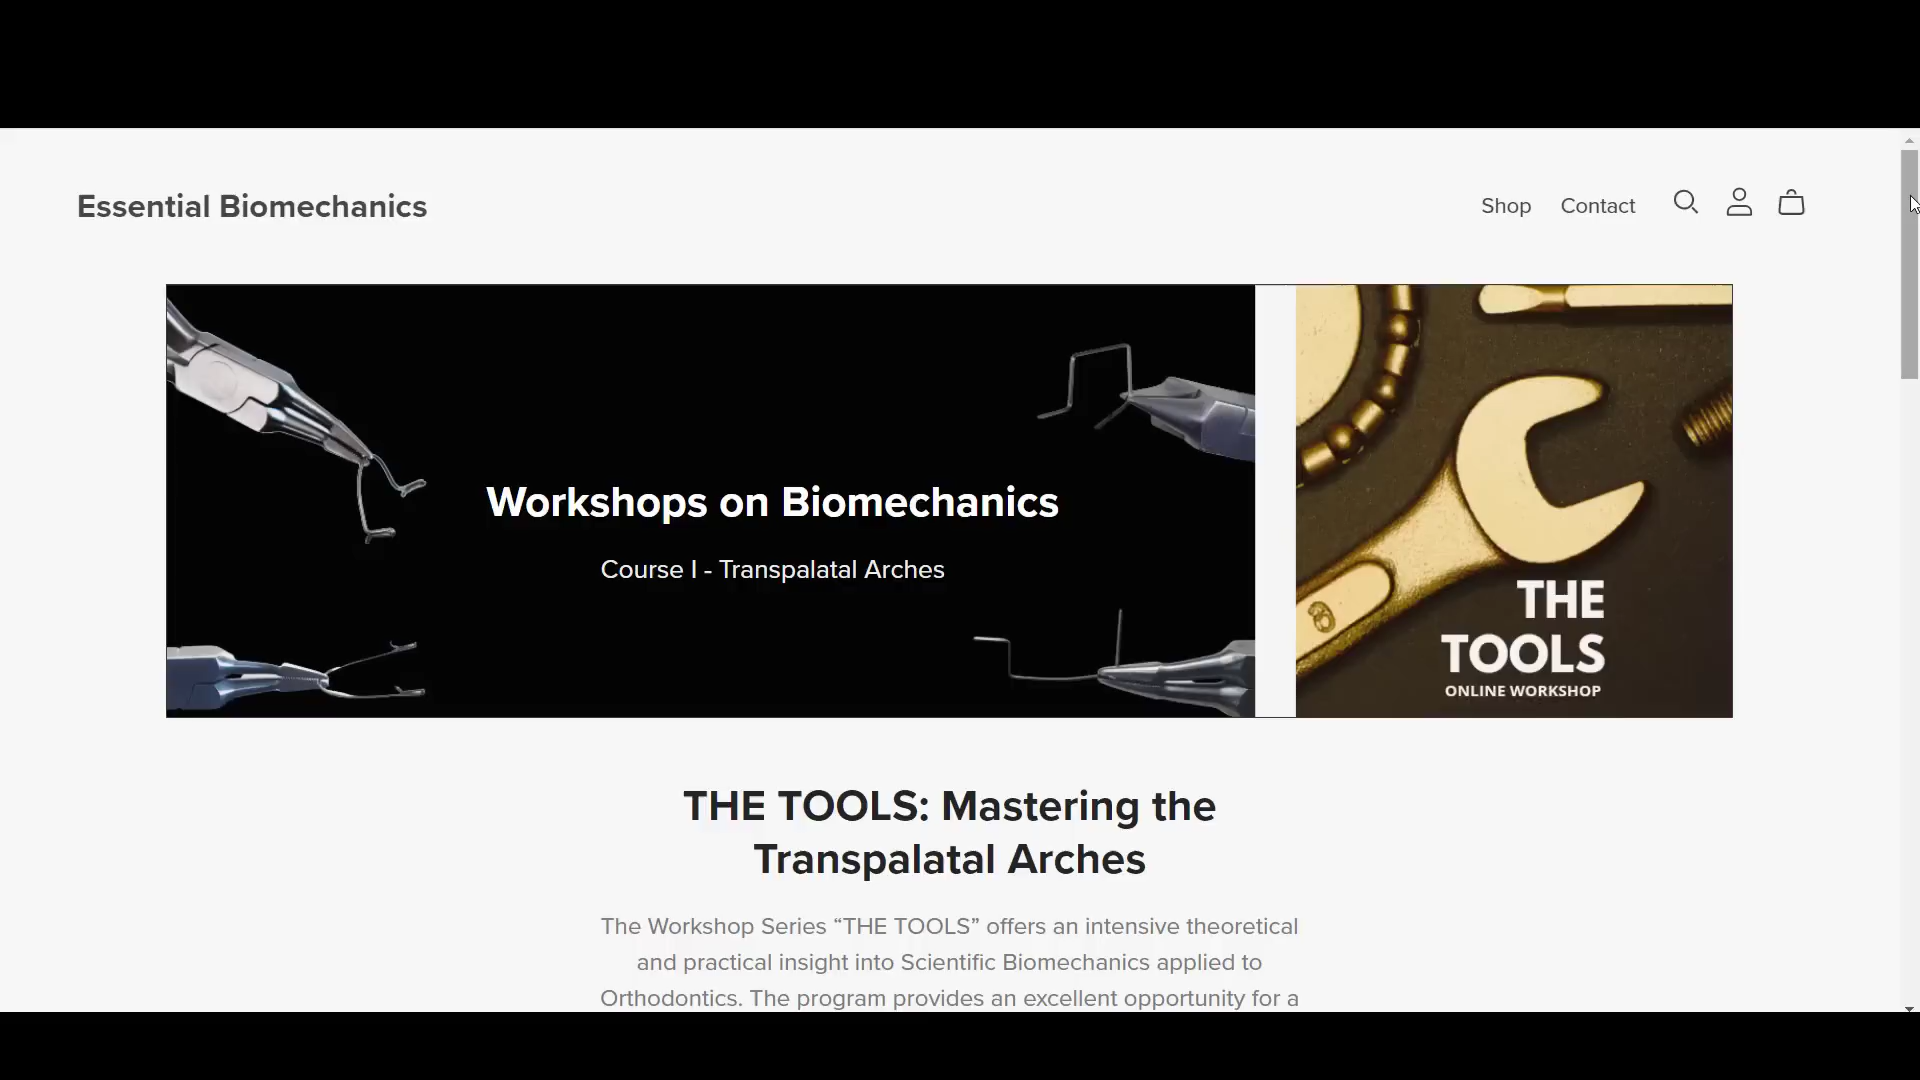 Essential Biomechanics
Shop
Contact
Workshops on Biomechanics
Course I - Transpalatal Arches
THE
TOOLS
ONLINE WORKSHOP
THE TOOLS: Mastering the
Transpalatal Arches
The Workshop Series “THE TOOLS” offers an intensive theoretical
and practical insight into Scientific Biomechanics applied to
Orthodontics. The program provides an excellent opportunity for a